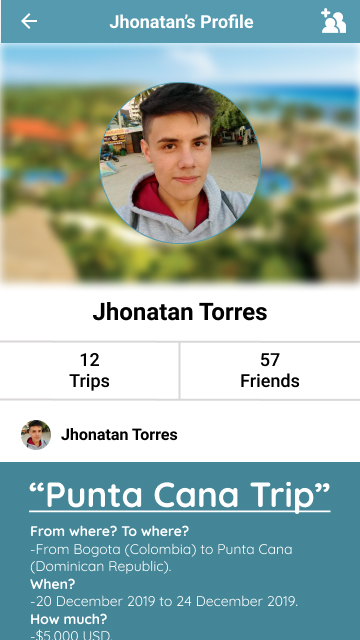 Jhonatan's Profile
Jhonatan Torres
12
Trips
57
Friends
Jhonatan Torres
“Punta Cana Trip”
From where? To where?
-From Bogota (Colombia) to Punta Cana
(Dominican Republic).
When?
-20 December 2019 to 24 December 2019.
How much?
-$5.000 USD.